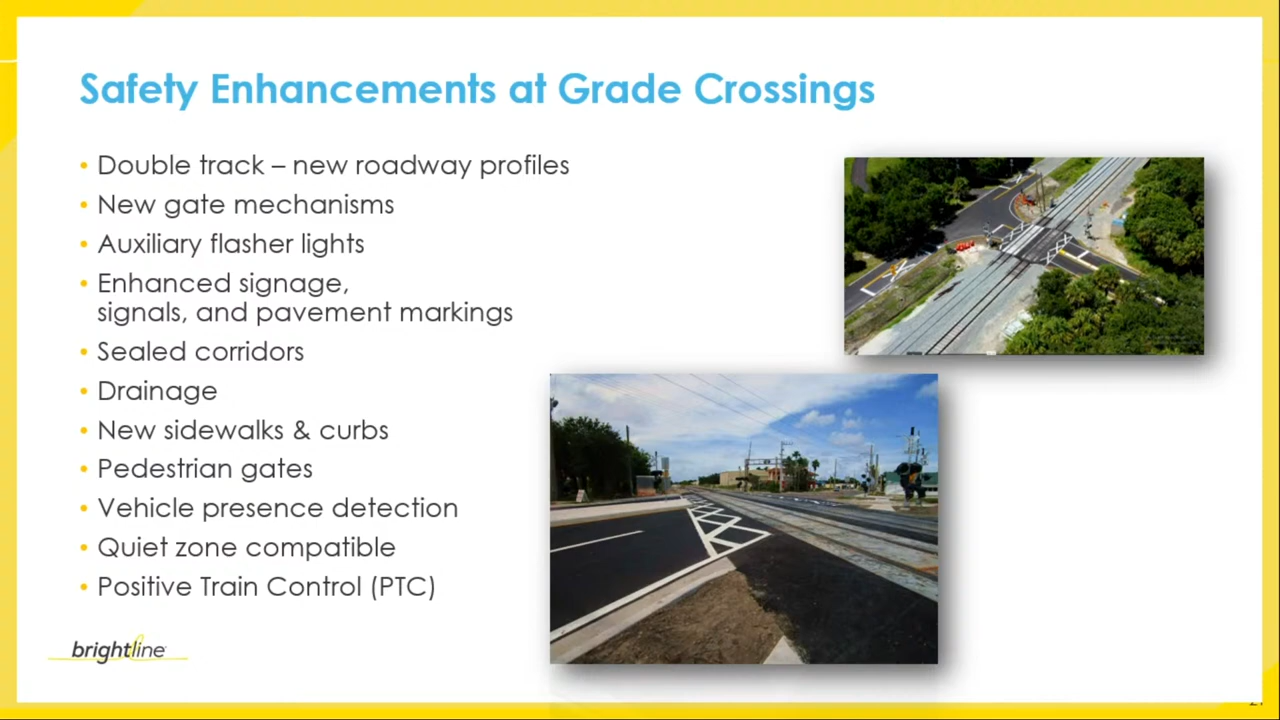 Safety Enhancements at Grade Crossings
• Double track – new roadway profiles
• New gate mechanisms
• Auxiliary flasher lights
• Enhanced signage,
signals, and pavement markings
• Sealed corridors
• Drainage
• New sidewalks & curbs
• Pedestrian gates
• Vehicle presence detection
• Quiet zone compatible
• Positive Train Control (PTC)
brightline